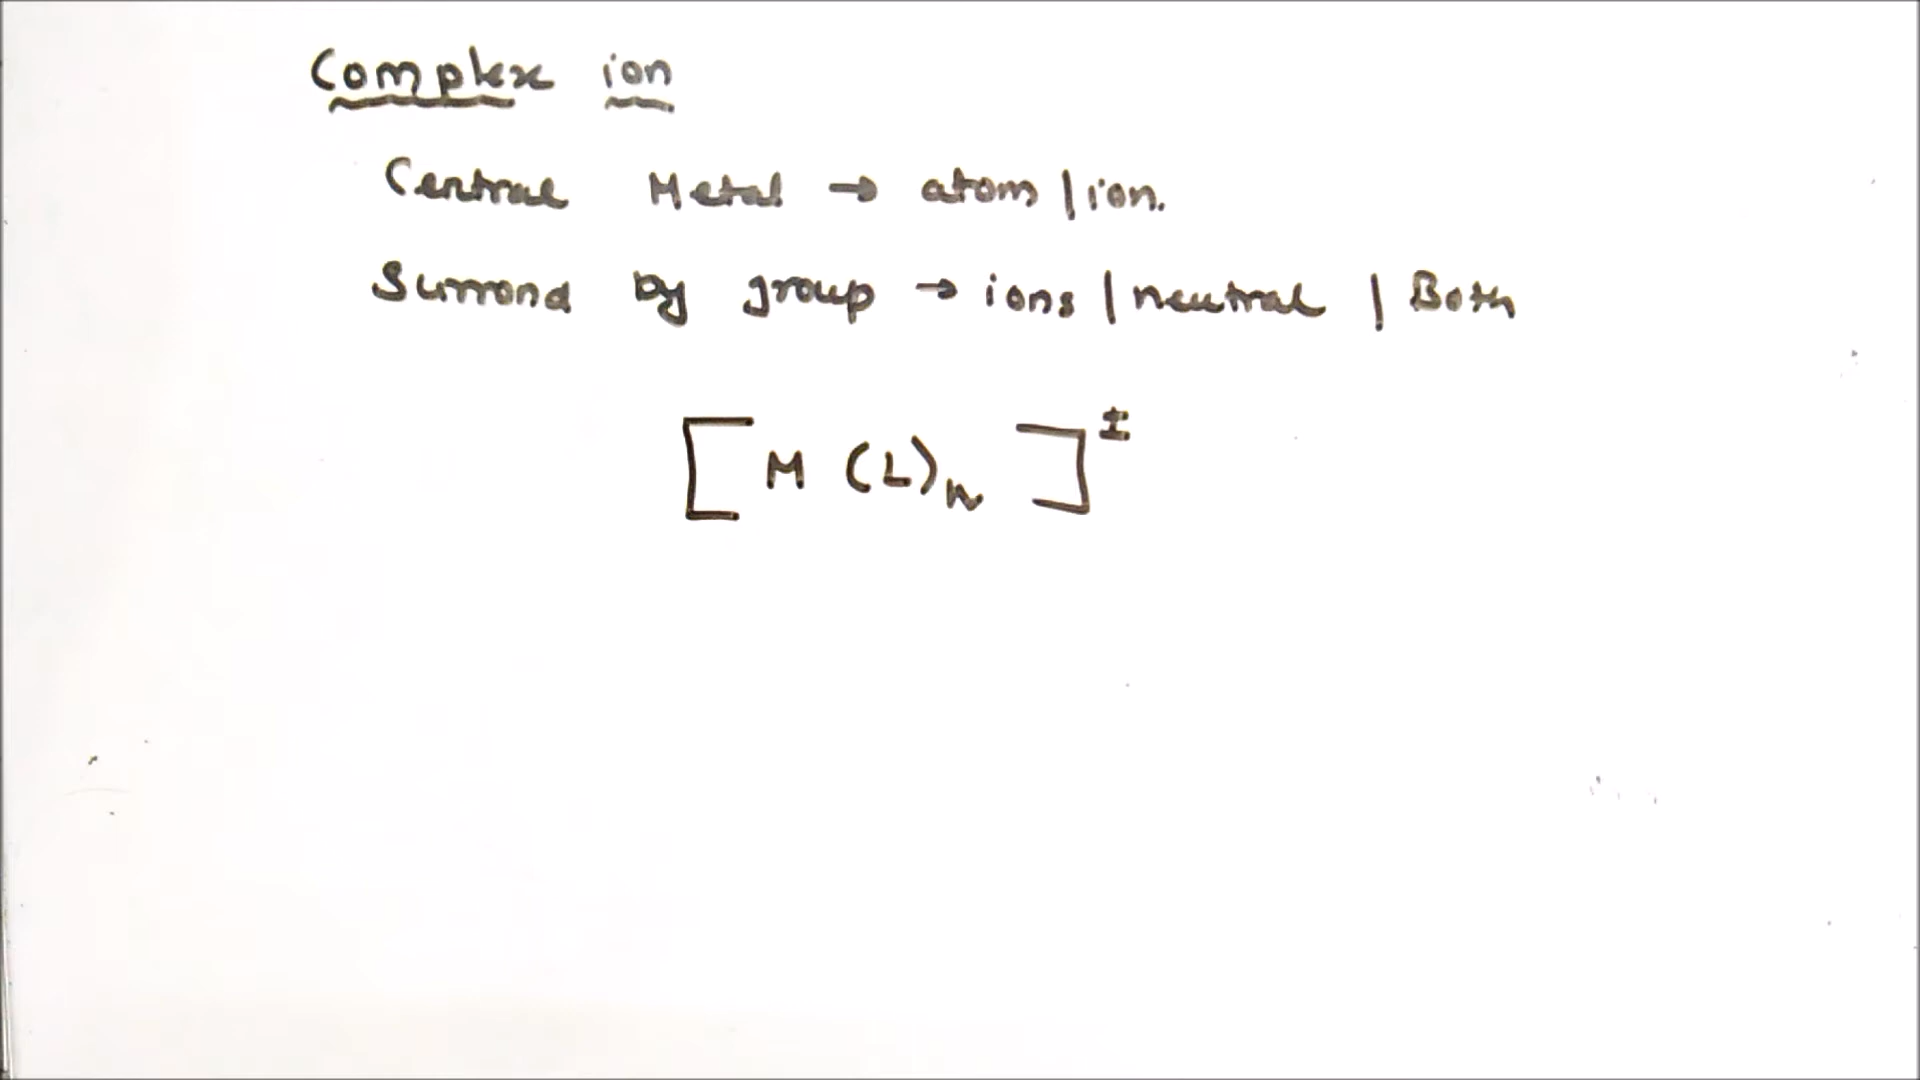 Complex ion
Central Metal → atom | ion.
Surrond by group → ions | neutral | Both
[ M (L)n ]±